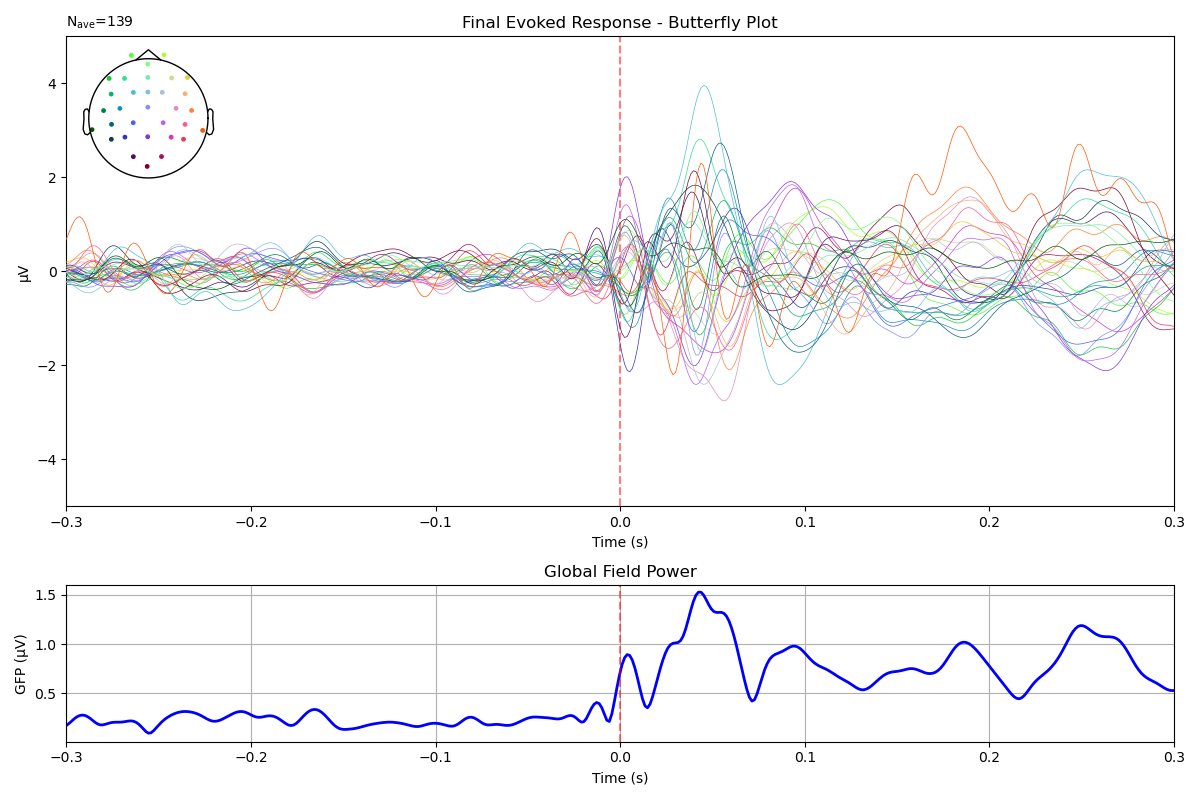 N_ave=139
Final Evoked Response - Butterfly Plot
µV
4
2
0
−2
−4
−0.3 −0.2 −0.1 0.0 0.1 0.2 0.3
Time (s)
Global Field Power
GFP (µV)
1.5
1.0
0.5
−0.3 −0.2 −0.1 0.0 0.1 0.2 0.3
Time (s)